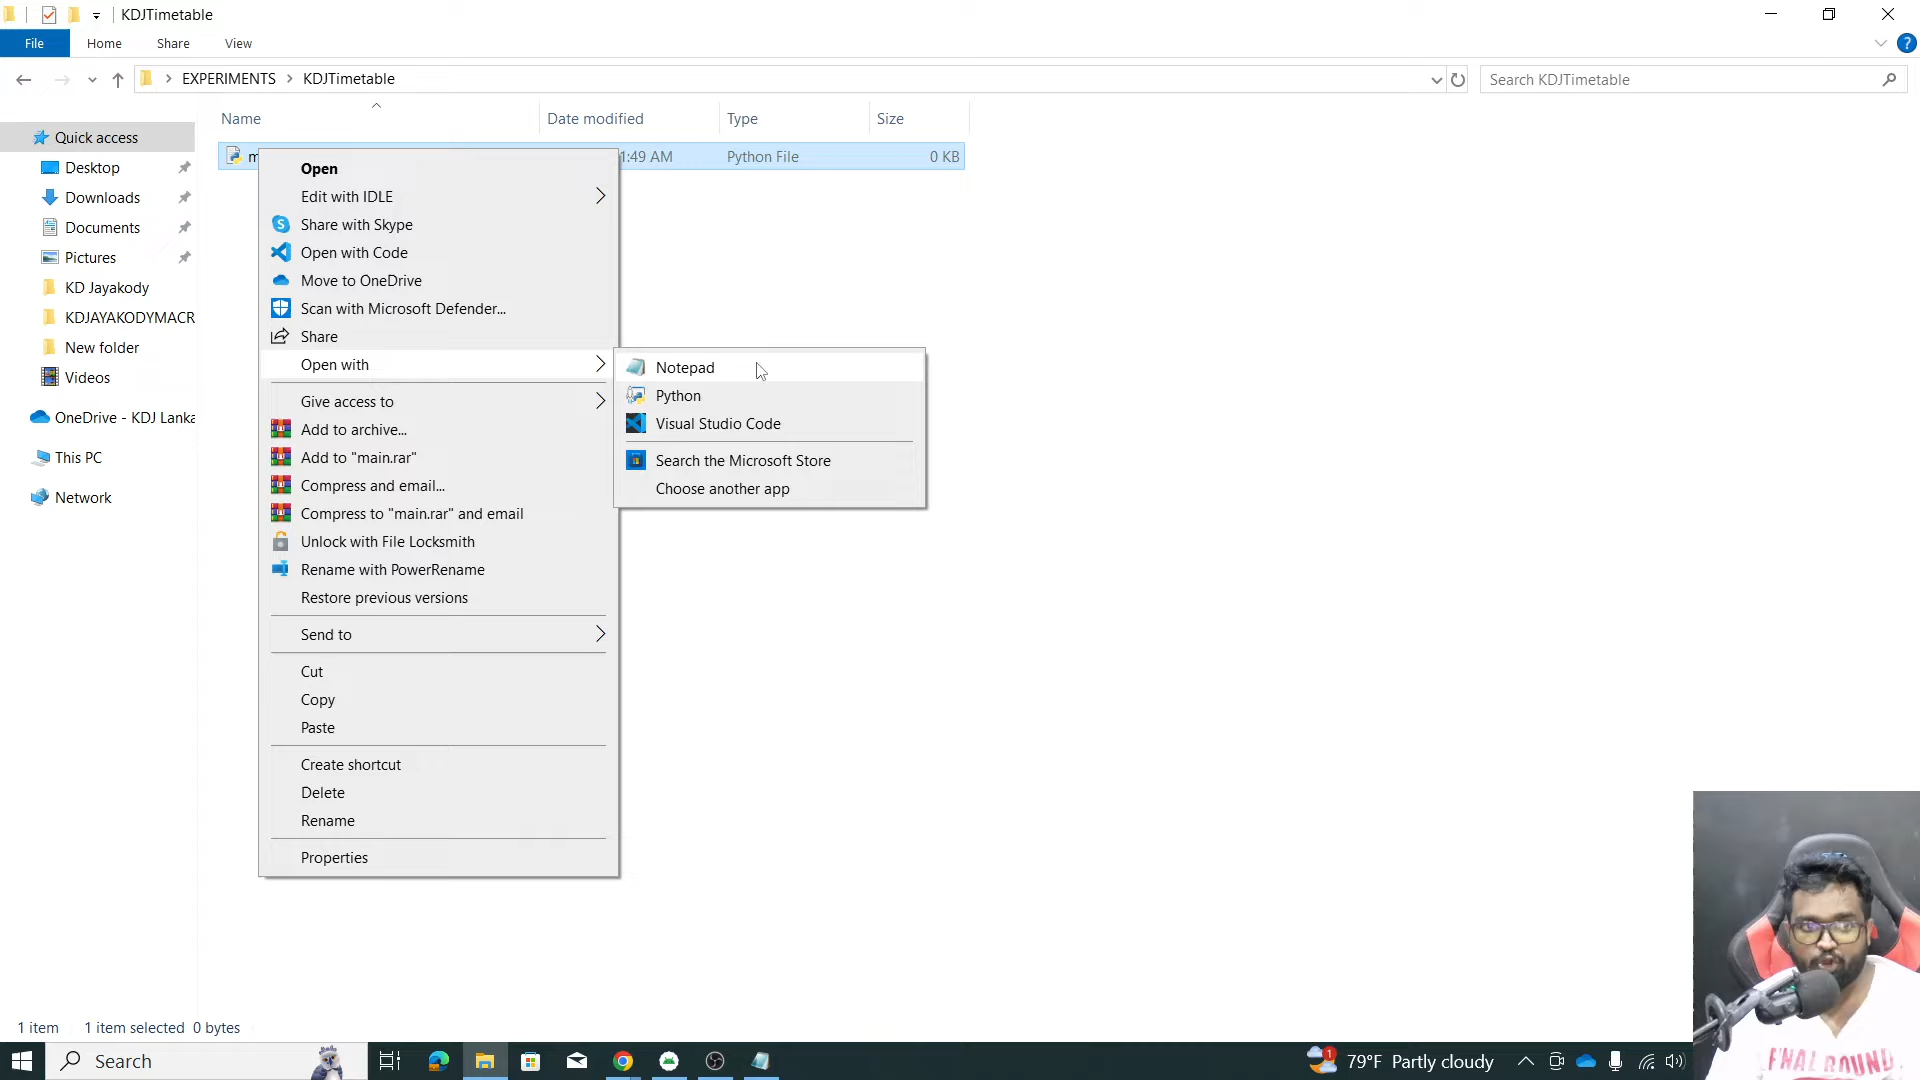 KDJTimetable
File Home Share View
EXPERIMENTS KDJTimetable
Search KDJTimetable
Name Date modified Type Size
m 1:49 AM Python File 0 KB
Quick access
Desktop
Downloads
Documents
Pictures
KD Jayakody
KDJAYAKODYMACR
New folder
Videos
OneDrive - KDJ Lanka
This PC
Network
Open
Edit with IDLE
Share with Skype
Open with Code
Move to OneDrive
Scan with Microsoft Defender...
Share
Open with
Give access to
Add to archive...
Add to "main.rar"
Compress and email...
Compress to "main.rar" and email
Unlock with File Locksmith
Rename with PowerRename
Restore previous versions
Send to
Cut
Copy
Paste
Create shortcut
Delete
Rename
Properties
Notepad
Python
Visual Studio Code
Search the Microsoft Store
Choose another app
FINAL ROUND
1 item 1 item selected 0 bytes
Search
1 79°F Partly cloudy